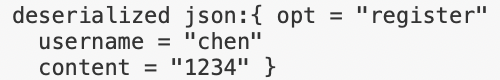 deserialized json:{ opt = "register"
  username = "chen"
  content = "1234" }